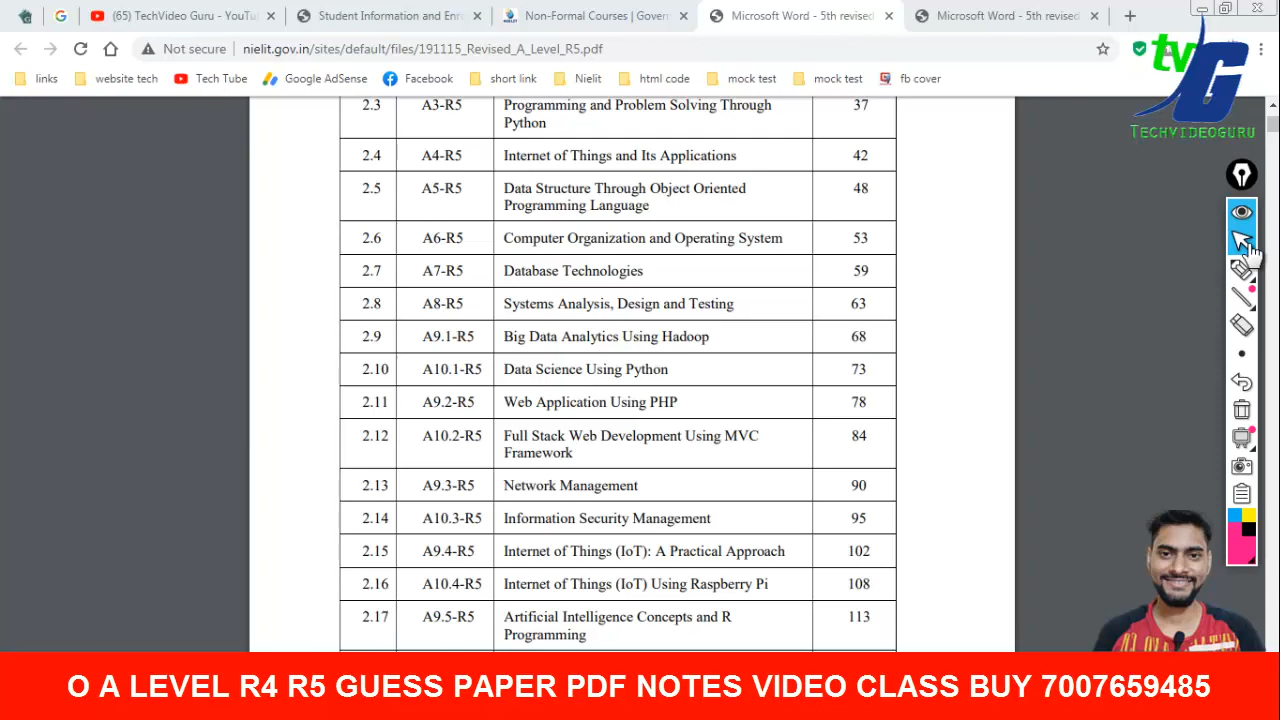 (65) TechVideo Guru - YouTu
Student Information and Enro
Non-Formal Courses | Gover
Microsoft Word - 5th revised
Microsoft Word - 5th revised
Not secure | nielit.gov.in/sites/default/files/191115_Revised_A_Level_R5.pdf
links website tech Tech Tube Google AdSense Facebook short link Nielit html code mock test mock test fb cover
tv
G
TECHVIDEOGURU
2.3 A3-R5 Programming and Problem Solving Through 37
Python
2.4 A4-R5 Internet of Things and Its Applications 42
2.5 A5-R5 Data Structure Through Object Oriented 48
Programming Language
2.6 A6-R5 Computer Organization and Operating System 53
2.7 A7-R5 Database Technologies 59
2.8 A8-R5 Systems Analysis, Design and Testing 63
2.9 A9.1-R5 Big Data Analytics Using Hadoop 68
2.10 A10.1-R5 Data Science Using Python 73
2.11 A9.2-R5 Web Application Using PHP 78
2.12 A10.2-R5 Full Stack Web Development Using MVC 84
Framework
2.13 A9.3-R5 Network Management 90
2.14 A10.3-R5 Information Security Management 95
2.15 A9.4-R5 Internet of Things (IoT): A Practical Approach 102
2.16 A10.4-R5 Internet of Things (IoT) Using Raspberry Pi 108
2.17 A9.5-R5 Artificial Intelligence Concepts and R 113
Programming
O A LEVEL R4 R5 GUESS PAPER PDF NOTES VIDEO CLASS BUY 7007659485